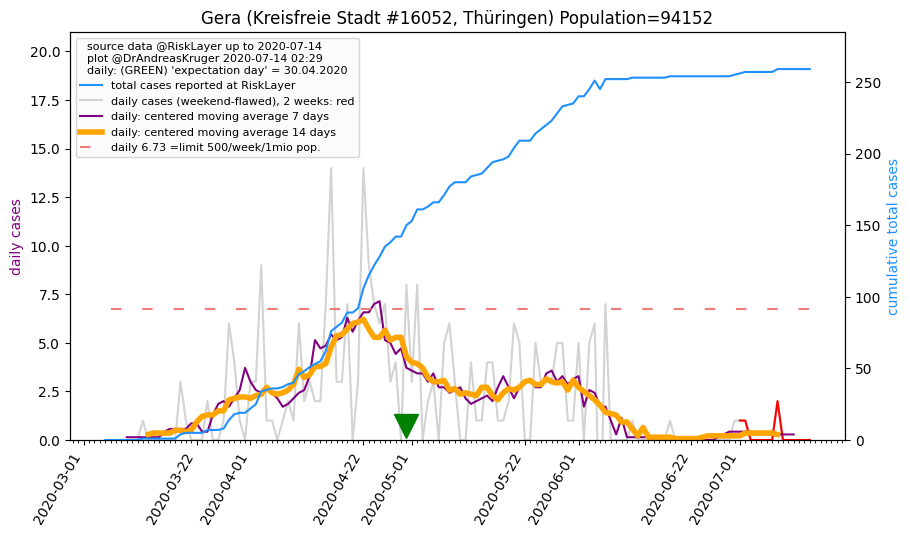 Gera (Kreisfreie Stadt #16052, Thüringen) Population=94152
source data @RiskLayer up to 2020-07-14
plot @DrAndreasKruger 2020-07-14 02:29
daily: (GREEN) 'expectation day' = 30.04.2020
total cases reported at RiskLayer
daily cases (weekend-flawed), 2 weeks: red
daily: centered moving average 7 days
daily: centered moving average 14 days
daily 6.73 =limit 500/week/1mio pop.
daily cases
20.0
17.5
15.0
12.5
10.0
7.5
5.0
2.5
0.0
cumulative total cases
250
200
150
100
50
0
2020-03-01
2020-03-22
2020-04-01
2020-04-22
2020-05-01
2020-05-22
2020-06-01
2020-06-22
2020-07-01